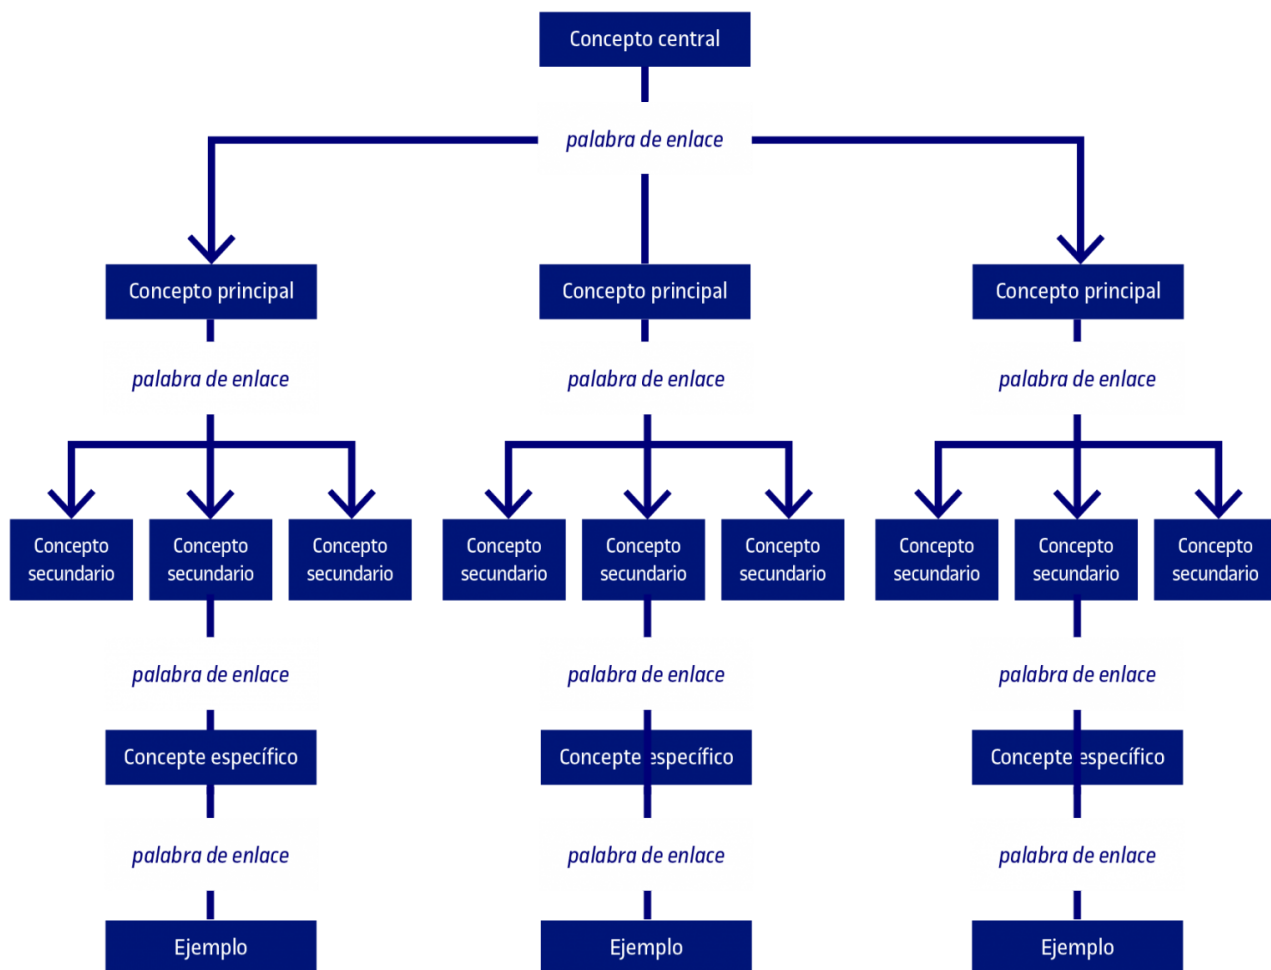 Concepto central
palabra de enlace
Concepto principal
Concepto principal
Concepto principal
palabra de enlace
palabra de enlace
palabra de enlace
Concepto
secundario
Concepto
secundario
Concepto
secundario
Concepto
secundario
Concepto
secundario
Concepto
secundario
Concepto
secundario
Concepto
secundario
Concepto
secundario
palabra de enlace
palabra de enlace
palabra de enlace
Concepte específico
Concepte específico
Concepte específico
palabra de enlace
palabra de enlace
palabra de enlace
Ejemplo
Ejemplo
Ejemplo